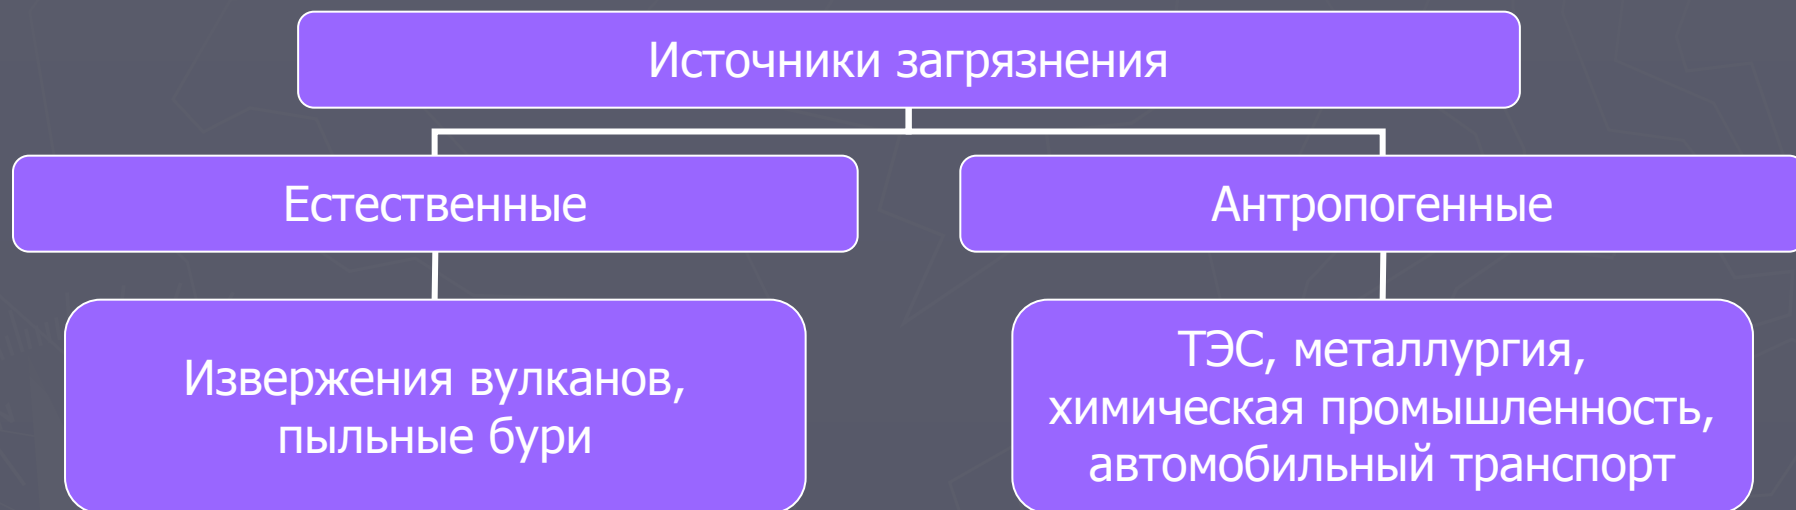 Источники загрязнения
Естественные
Антропогенные
Извержения вулканов,
пыльные бури
ТЭС, металлургия,
химическая промышленность,
автомобильный транспорт